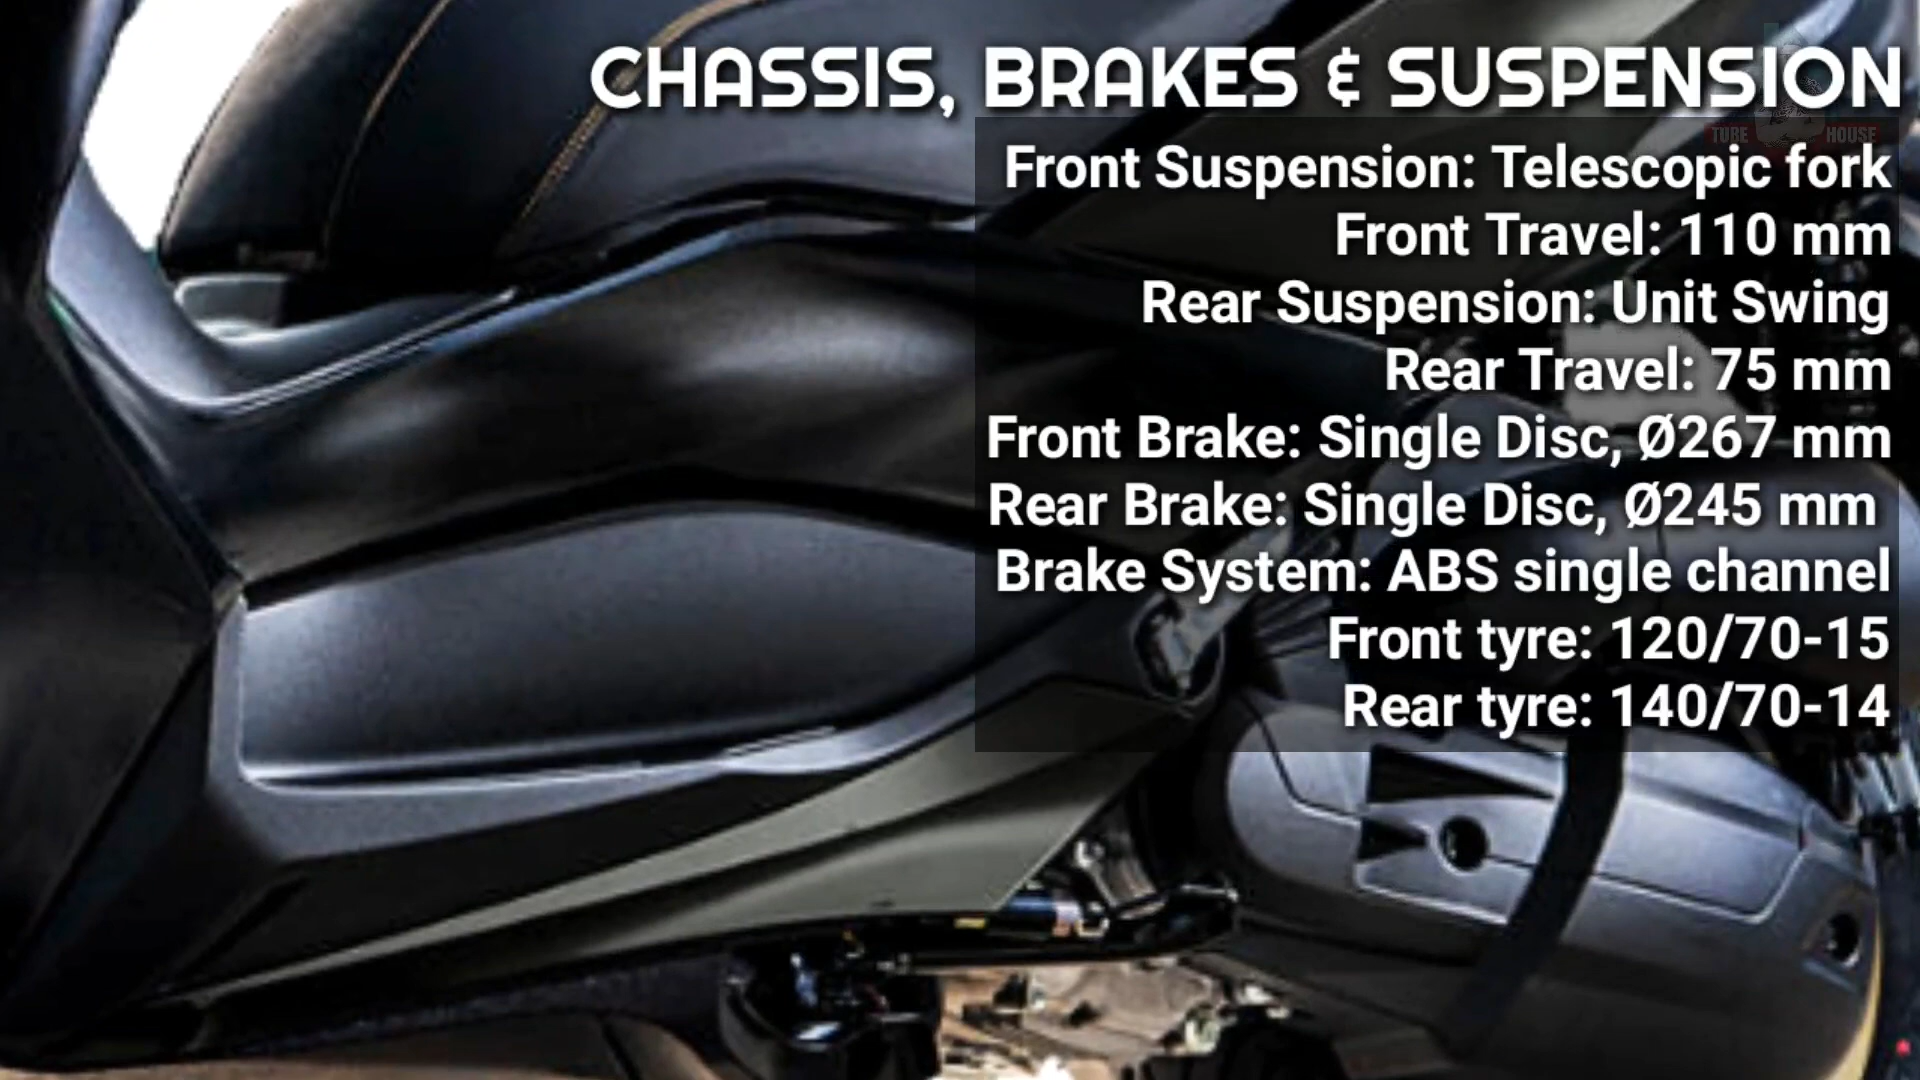 CHASSIS, BRAKES & SUSPENSION
TUBE HOUSE
Front Suspension: Telescopic fork
Front Travel: 110 mm
Rear Suspension: Unit Swing
Rear Travel: 75 mm
Front Brake: Single Disc, Ø267 mm
Rear Brake: Single Disc, Ø245 mm
Brake System: ABS single channel
Front tyre: 120/70-15
Rear tyre: 140/70-14